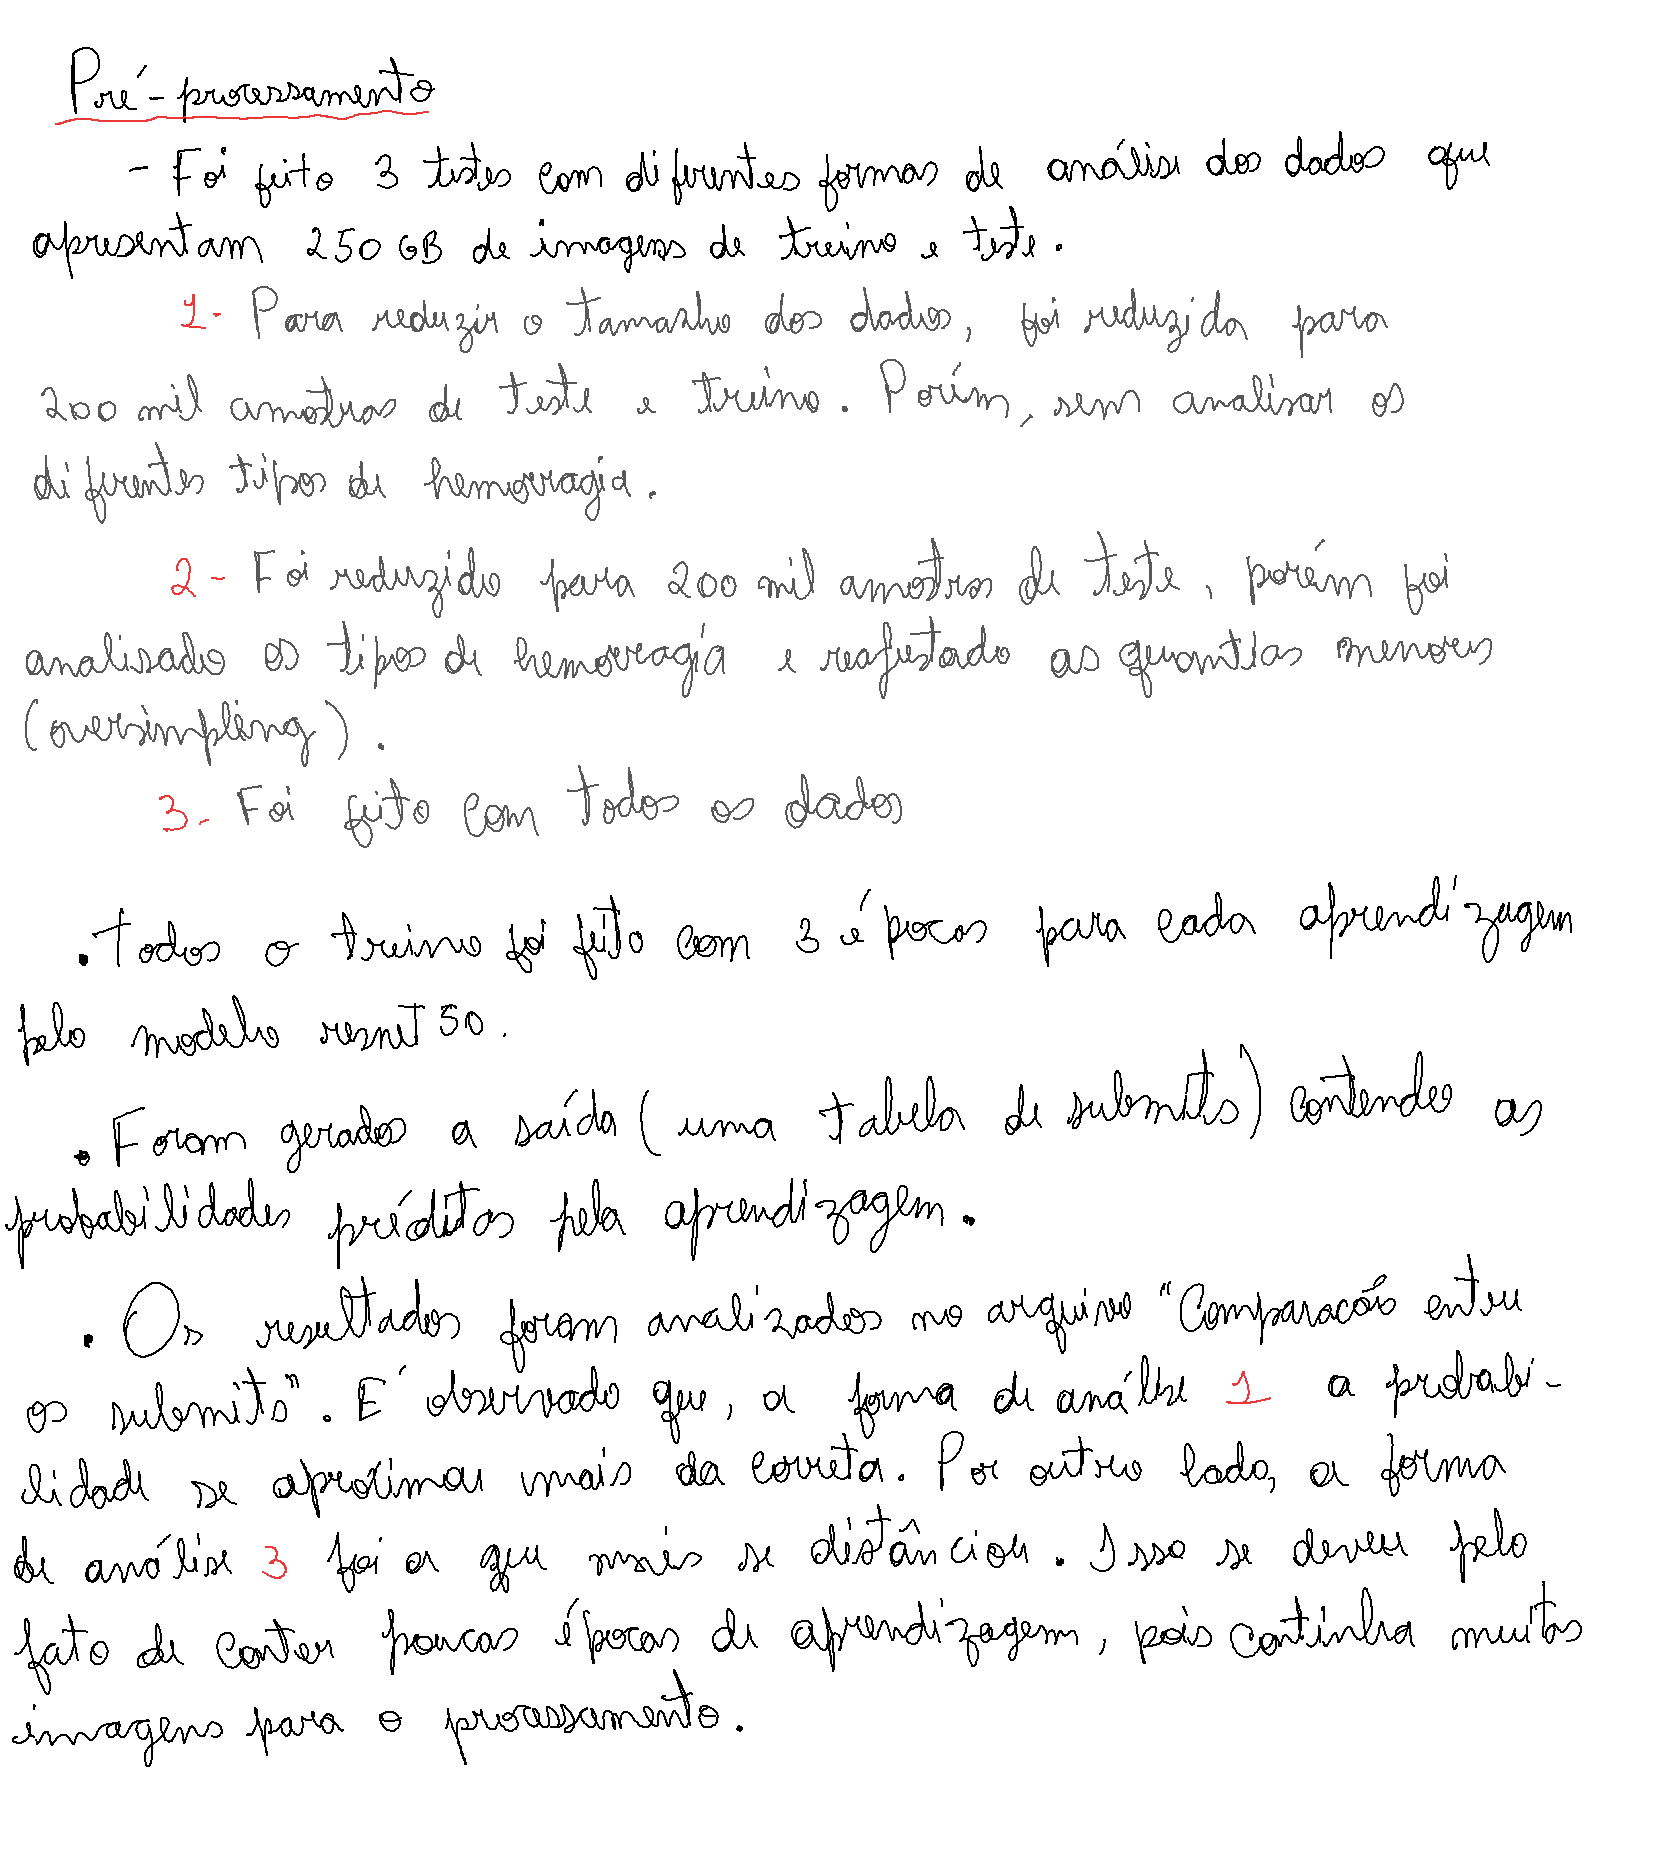 Pré-processamento
- Foi feito 3 testes com diferentes formas de análise dos dados que
apresentam 250 GB de imagens de treino e teste.
1- Para reduzir o tamanho dos dados, foi reduzida para
200 mil amostras de teste e treino. Porém, sem analisar os
diferentes tipos de hemorragia.
2- Foi reduzido para 200 mil amostras de teste, porém foi
analisado os tipos de hemorragia e reajustado as quantias menores
(oversimpling).
3- Foi feito com todos os dados
. Todos o treino foi feito com 3 épocas para cada aprendizagem
pelo modelo resnet 50.
. Foram gerados a saída (uma tabela de submits) contendo as
probabilidades préditas pela aprendizagem.
. Os resultados foram analizados no arquivo "Comparacão entre
os submits". É observado que, a forma de análise 1 a probabi-
lidade se aproximou mais da correta. Por outro lado, a forma
de análise 3 foi a que mais se distânciou. Isso se deveu pelo
fato de conter poucas épocas de aprendizagem, pois continha muitas
imagens para o processamento.